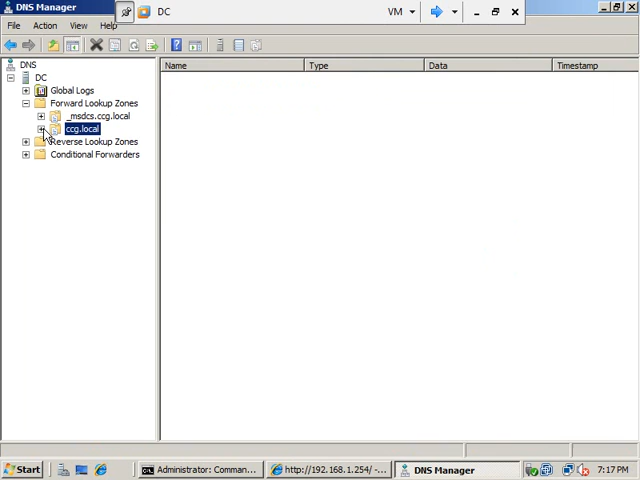 DNS Manager
DC
VM
File Action View Help
DNS
DC
Global Logs
Forward Lookup Zones
_msdcs.ccg.local
ccg.local
Reverse Lookup Zones
Conditional Forwarders
Name Type Data Timestamp
Start
Administrator: Comman...
http://192.168.1.254/ -...
DNS Manager
7:17 PM